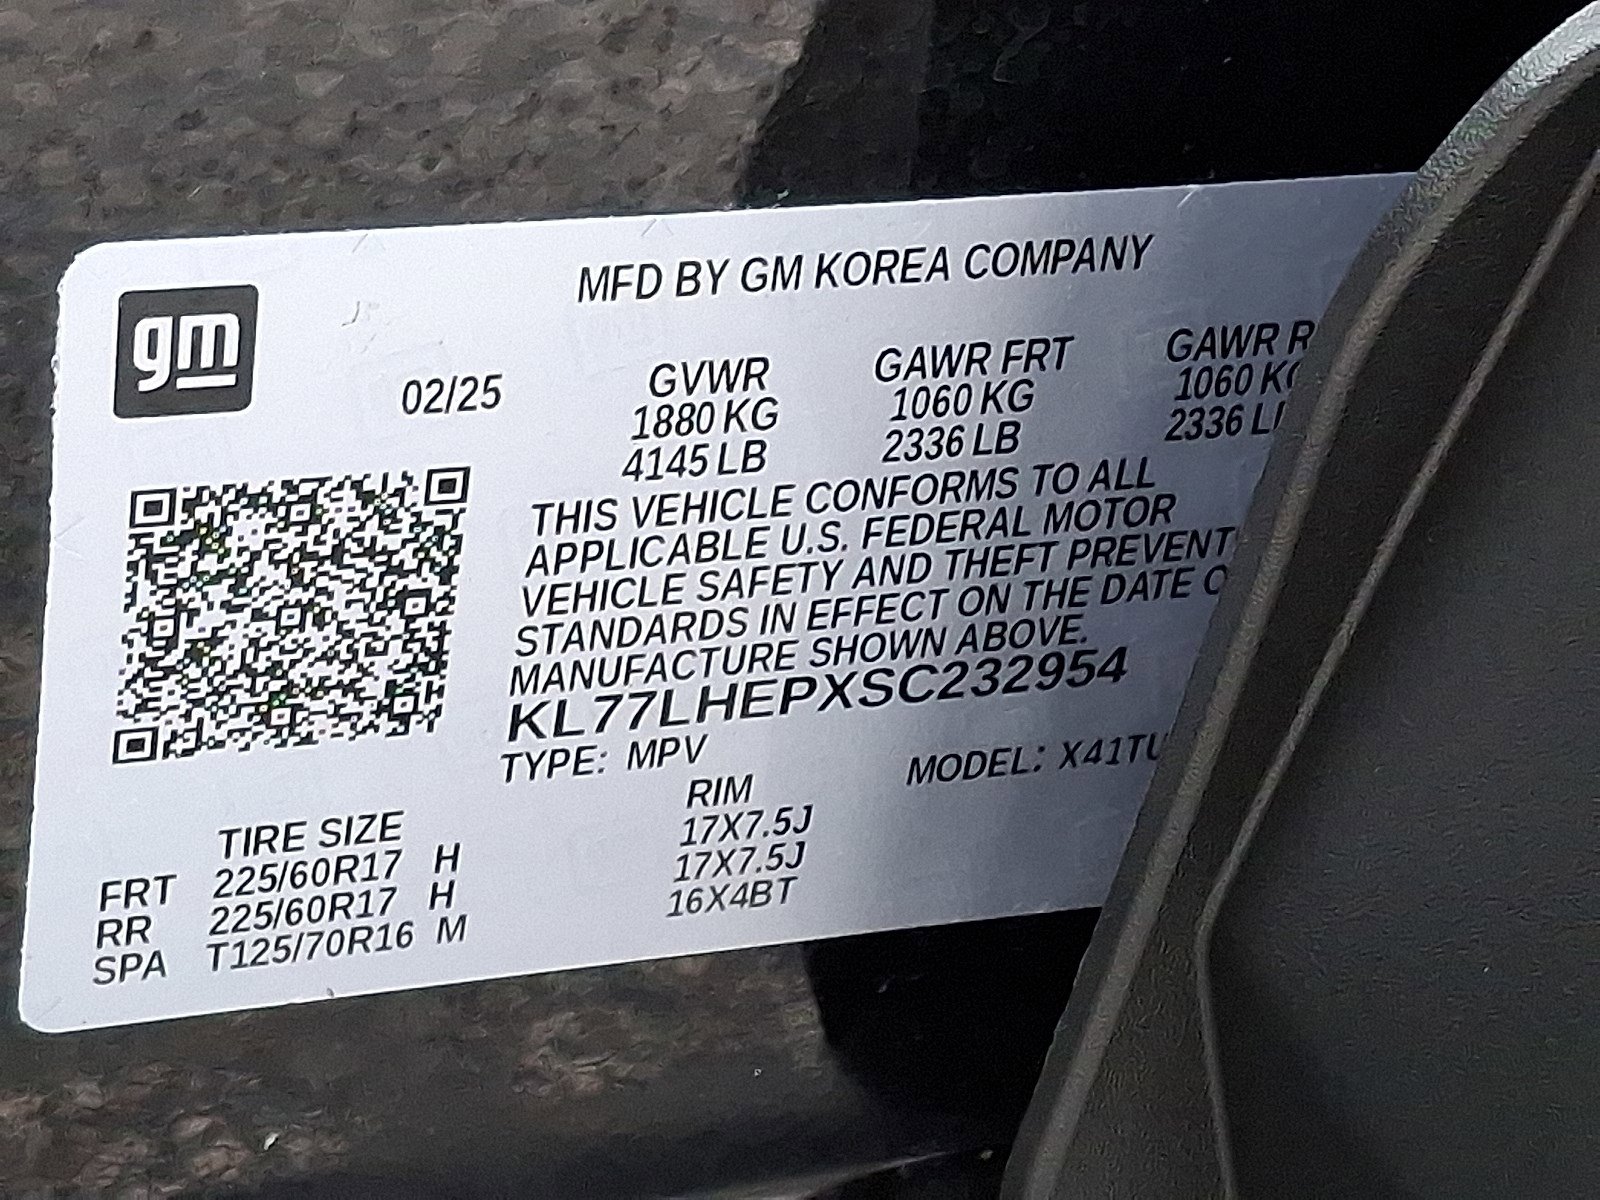 gm
MFD BY GM KOREA COMPANY
02/25 GVWR GAWR FRT GAWR
1880 KG 1060 KG 1060
4145 LB 2336 LB 2336
THIS VEHICLE CONFORMS TO ALL
APPLICABLE U.S. FEDERAL MOTOR
VEHICLE SAFETY AND THEFT PREVENT
STANDARDS IN EFFECT ON THE DATE
MANUFACTURE SHOWN ABOVE.
KL77LHEPXSC232954
TYPE: MPV MODEL: X41TU
TIRE SIZE RIM
FRT 225/60R17 H 17X7.5J
RR 225/60R17 H 17X7.5J
SPA T125/70R16 M 16X4BT